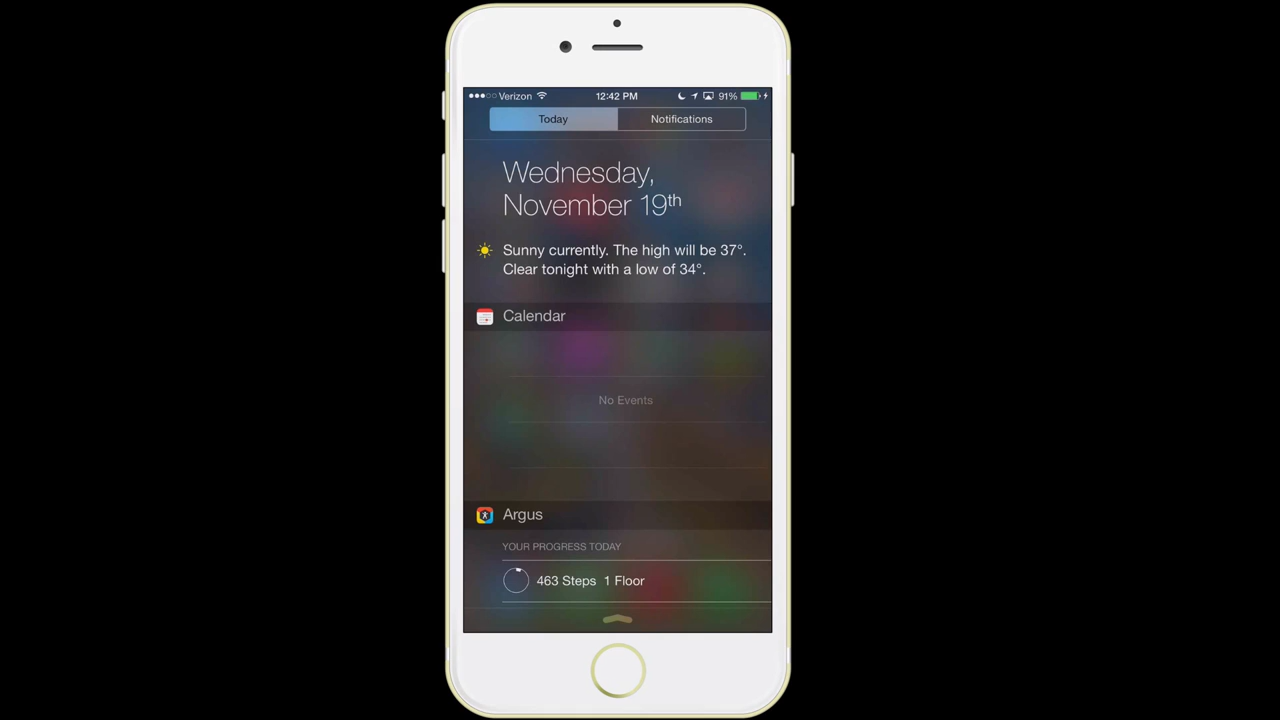 Verizon 12:42 PM 91%
Today Notifications
Wednesday,
November 19th
Sunny currently. The high will be 37°.
Clear tonight with a low of 34°.
Calendar
No Events
Argus
YOUR PROGRESS TODAY
463 Steps 1 Floor